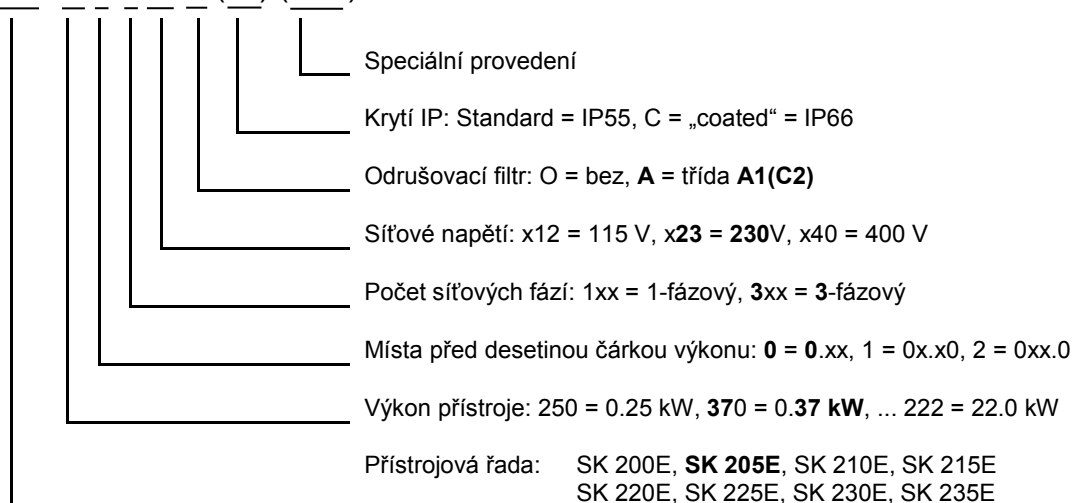 Speciální provedení
Krytí IP: Standard = IP55, C = „coated“ = IP66
Odrušovací filtr: O = bez, A = třída A1(C2)
Síťové napětí: x12 = 115 V, x23 = 230V, x40 = 400 V
Počet síťových fází: 1xx = 1-fázový, 3xx = 3-fázový
Místa před desetinou čárkou výkonu: 0 = 0.xx, 1 = 0x.x0, 2 = 0xx.0
Výkon přístroje: 250 = 0.25 kW, 370 = 0.37 kW, ... 222 = 22.0 kW
Přístrojová řada: SK 200E, SK 205E, SK 210E, SK 215E
SK 220E, SK 225E, SK 230E, SK 235E